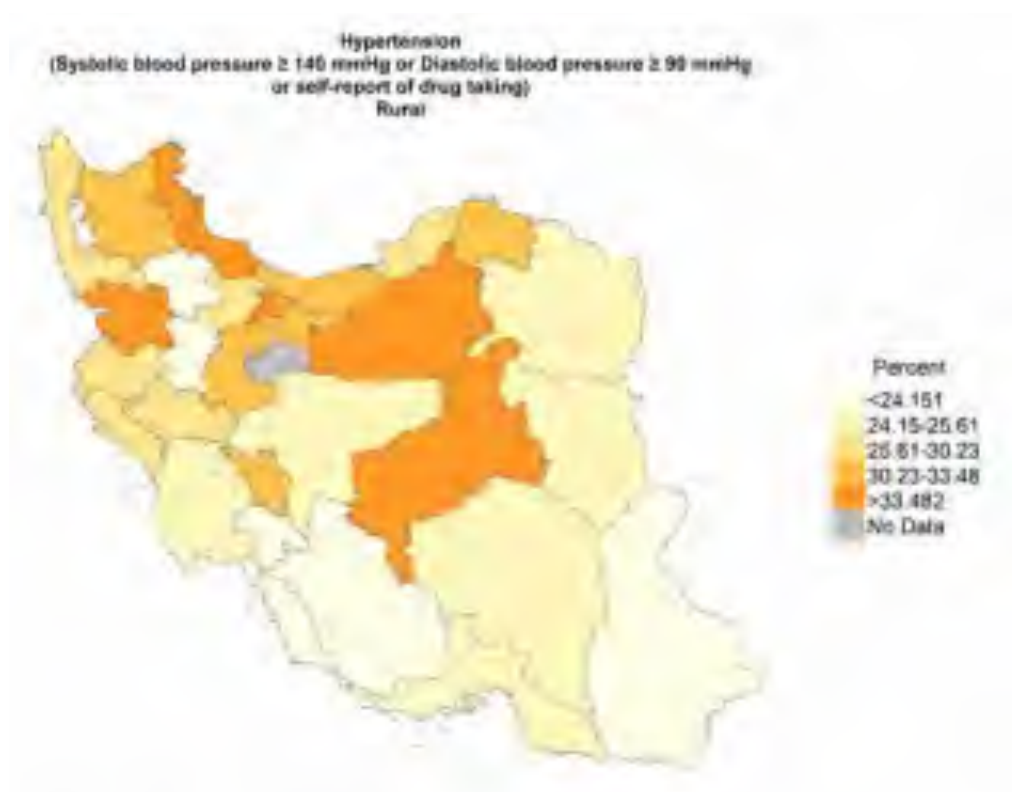 Hypertension
(Systolic blood pressure ≥ 140 mmHg or Diastolic blood pressure ≥ 90 mmHg
or self-report of drug taking)
Rural
Percent
<24.151
24.15-25.61
25.61-30.23
30.23-33.48
>33.482
No Data